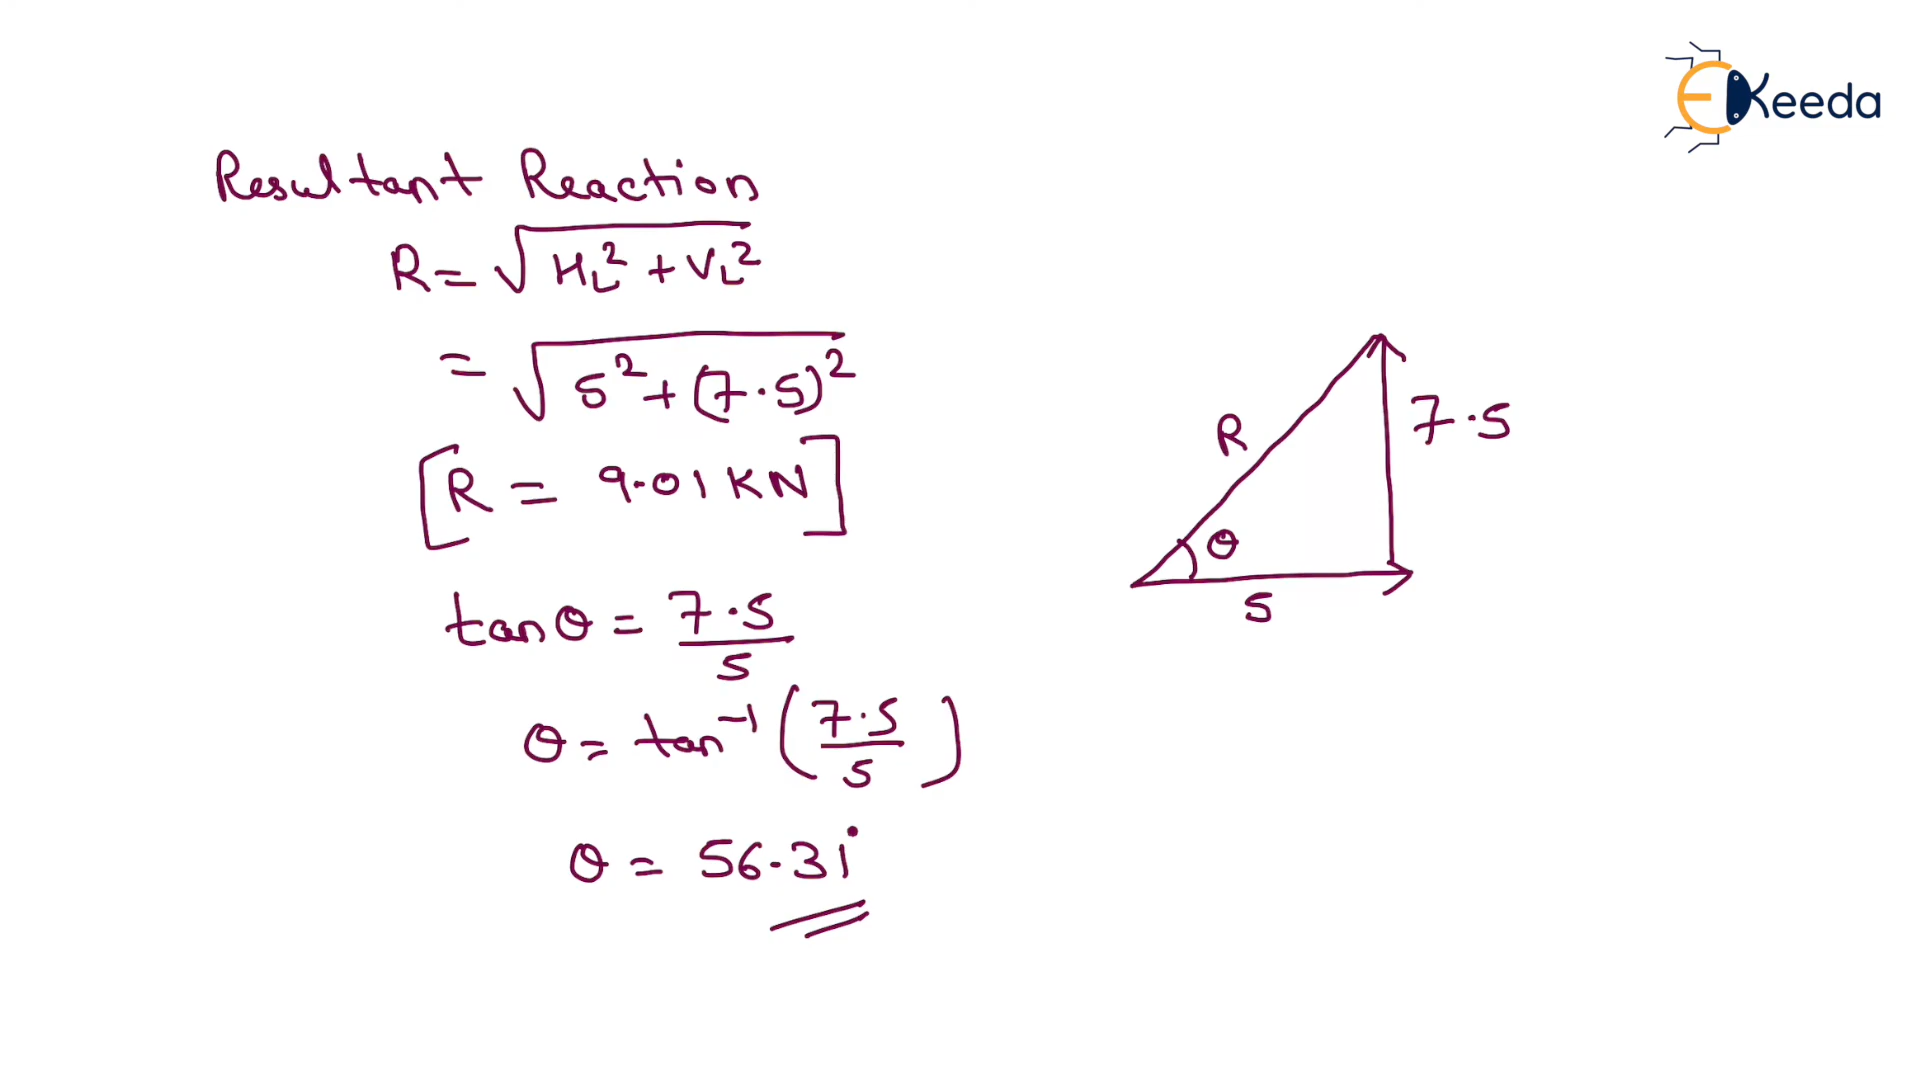 EKeeda
Resultant Reaction
R = √(H_L² + V_L²)
= √(5² + (7.5)²)
[R = 9.01 KN]
tanθ = 7.5/5
θ = tan⁻¹(7.5/5)
θ = 56.31°
R
7.5
θ
5